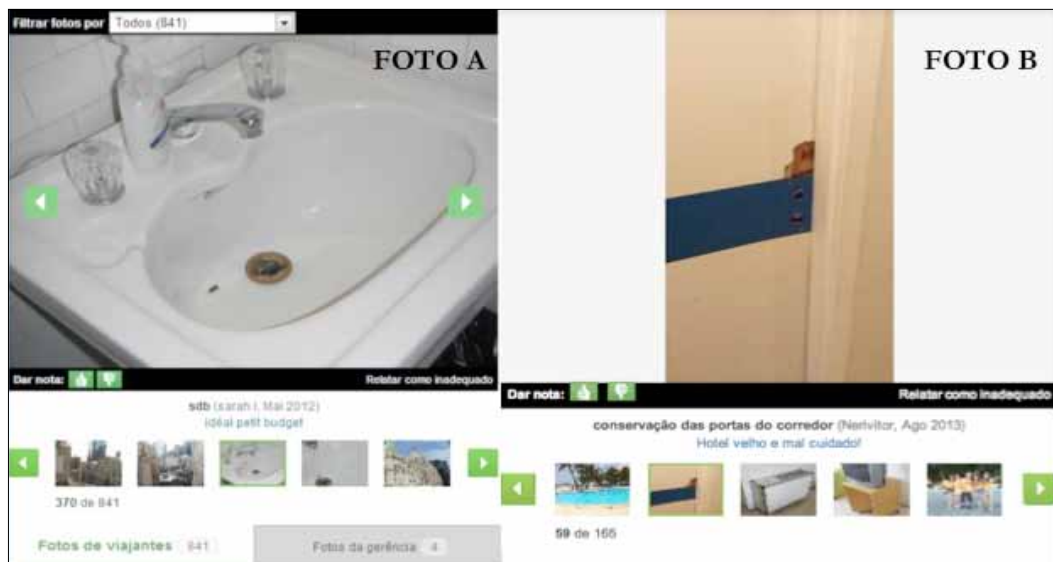 Filtrar fotos por Todos (841)
FOTO A
Dar nota: Relatar como inadequado
sdb (sarah l, Mai 2012)
idéal petit budget
370 de 841
Fotos de viajantes 841 Fotos da gerência 4
FOTO B
Dar nota: Relatar como inadequado
conservação das portas do corredor (Nerivitor, Ago 2013)
Hotel velho e mal cuidado!
59 de 165